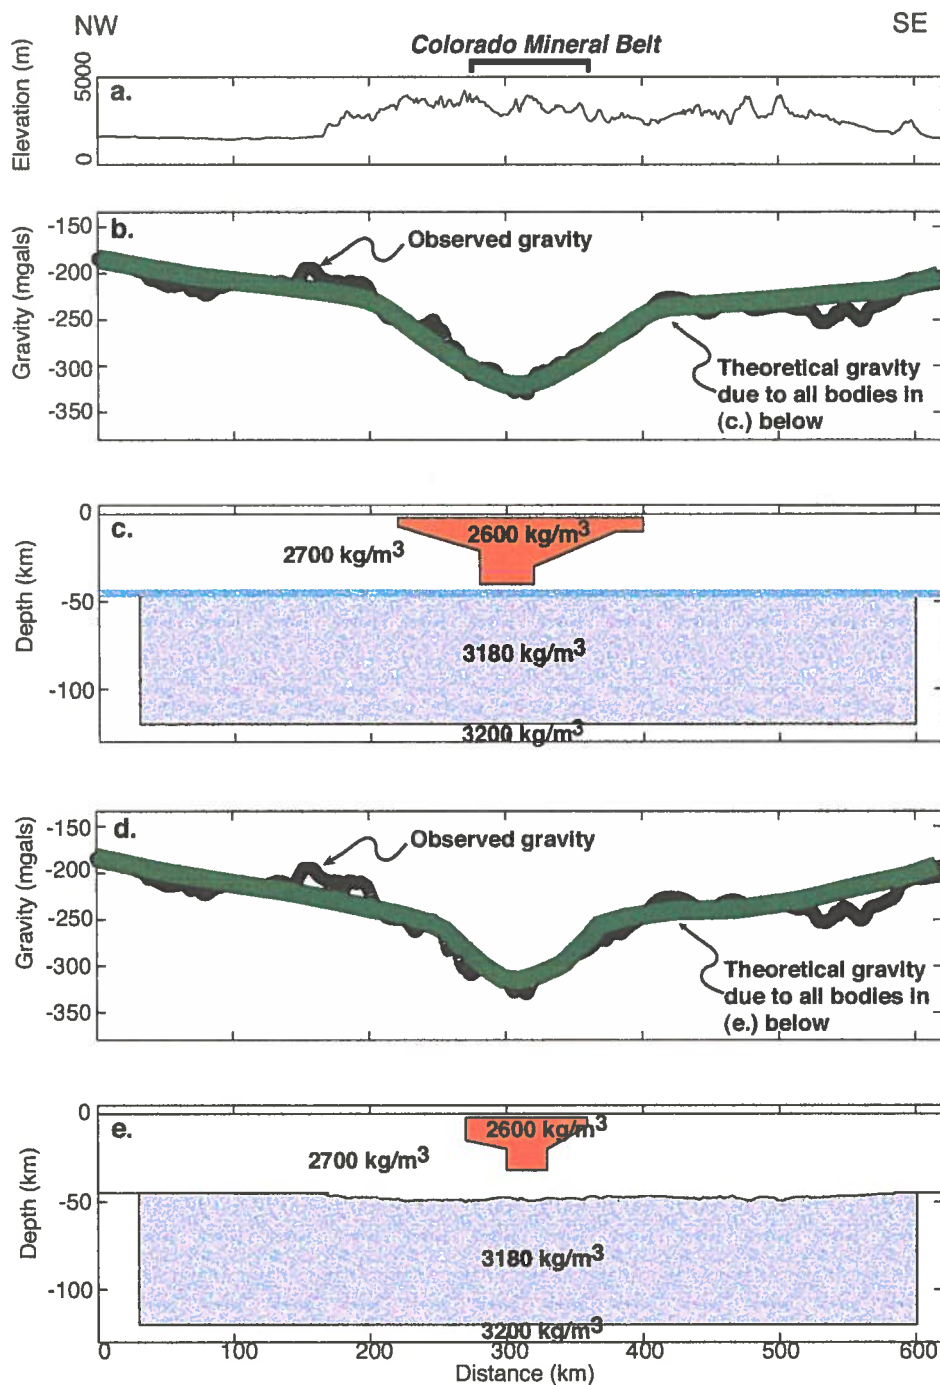 NW
SE
Colorado Mineral Belt
Elevation (m)
5000
0
a.
Gravity (mgals)
-150
-200
-250
-300
-350
b.
Observed gravity
Theoretical gravity
due to all bodies in
(c.) below
Depth (km)
0
-50
-100
c.
2600 kg/m³
2700 kg/m³
3180 kg/m³
3200 kg/m³
Gravity (mgals)
-150
-200
-250
-300
-350
d.
Observed gravity
Theoretical gravity
due to all bodies in
(e.) below
Depth (km)
0
-50
-100
e.
2600 kg/m³
2700 kg/m³
3180 kg/m³
3200 kg/m³
0 100 200 300 400 500 600
Distance (km)